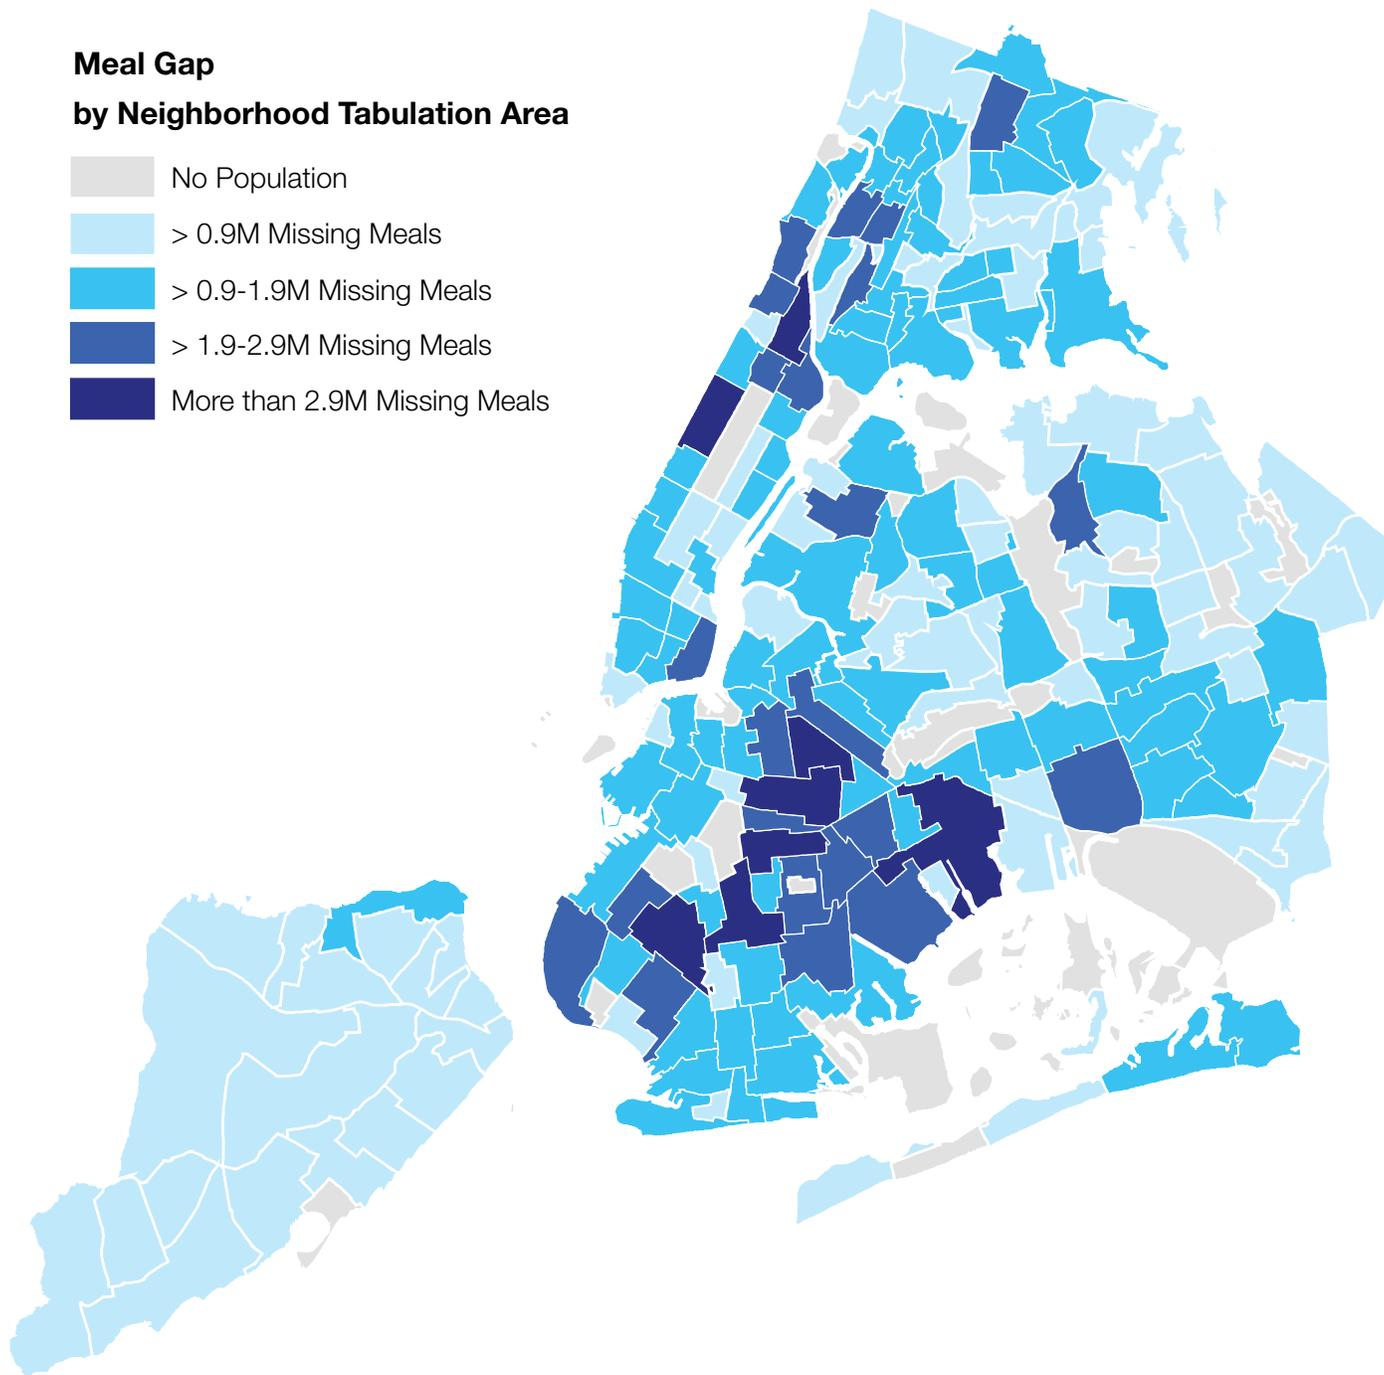 Meal Gap
by Neighborhood Tabulation Area
No Population
> 0.9M Missing Meals
> 0.9-1.9M Missing Meals
> 1.9-2.9M Missing Meals
More than 2.9M Missing Meals